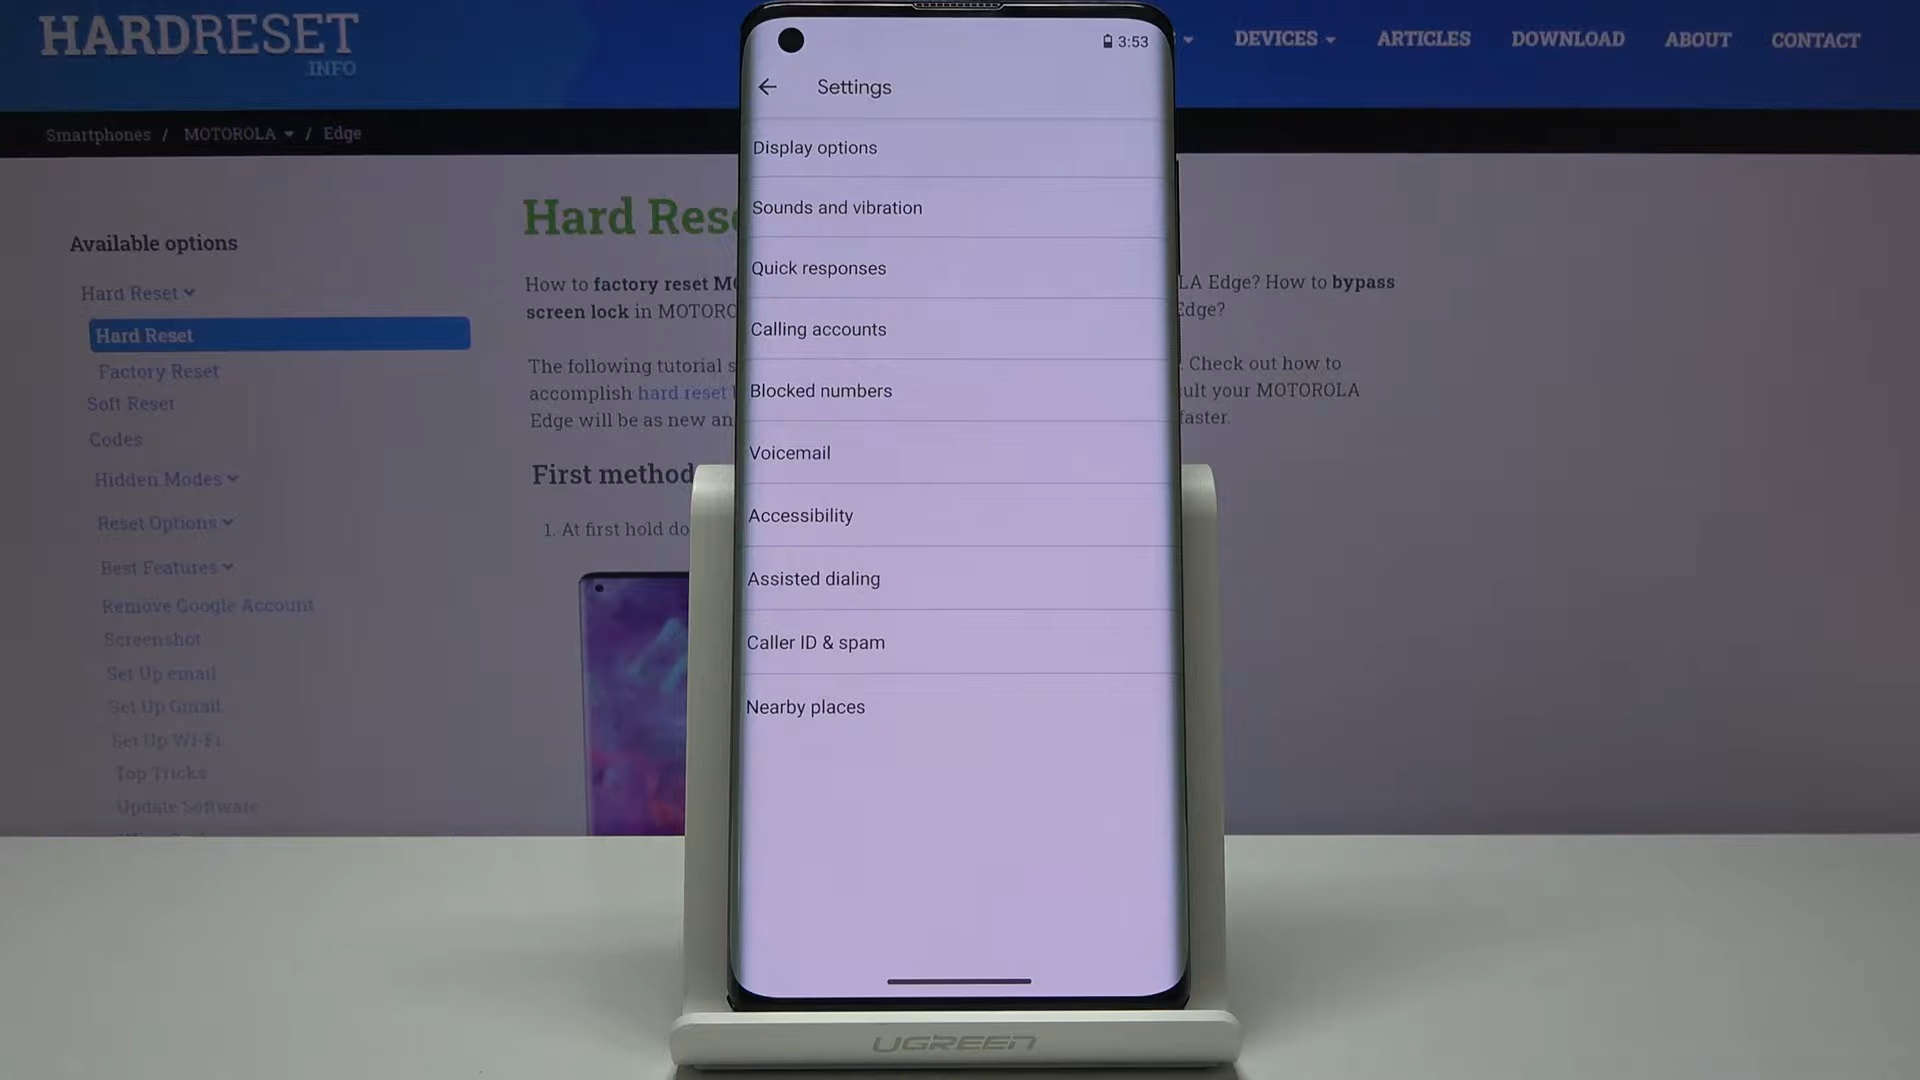 HARDRESET
.INFO
DEVICES ARTICLES DOWNLOAD ABOUT CONTACT
Smartphones / MOTOROLA / Edge
Available options
Hard Reset
Hard Reset
Factory Reset
Soft Reset
Codes
Hidden Modes
Reset Options
Best Features
Remove Google Account
Screenshot
Set Up email
Set Up Gmail
Set Up Wi-Fi
Top Tricks
Update Software
Hard Res
How to factory reset M
screen lock in MOTORO
The following tutorial s
accomplish hard reset
Edge will be as new an
First method
1. At first hold do
LA Edge? How to bypass
Edge?
. Check out how to
ult your MOTOROLA
faster.
3:53
Settings
Display options
Sounds and vibration
Quick responses
Calling accounts
Blocked numbers
Voicemail
Accessibility
Assisted dialing
Caller ID & spam
Nearby places
UGREEN